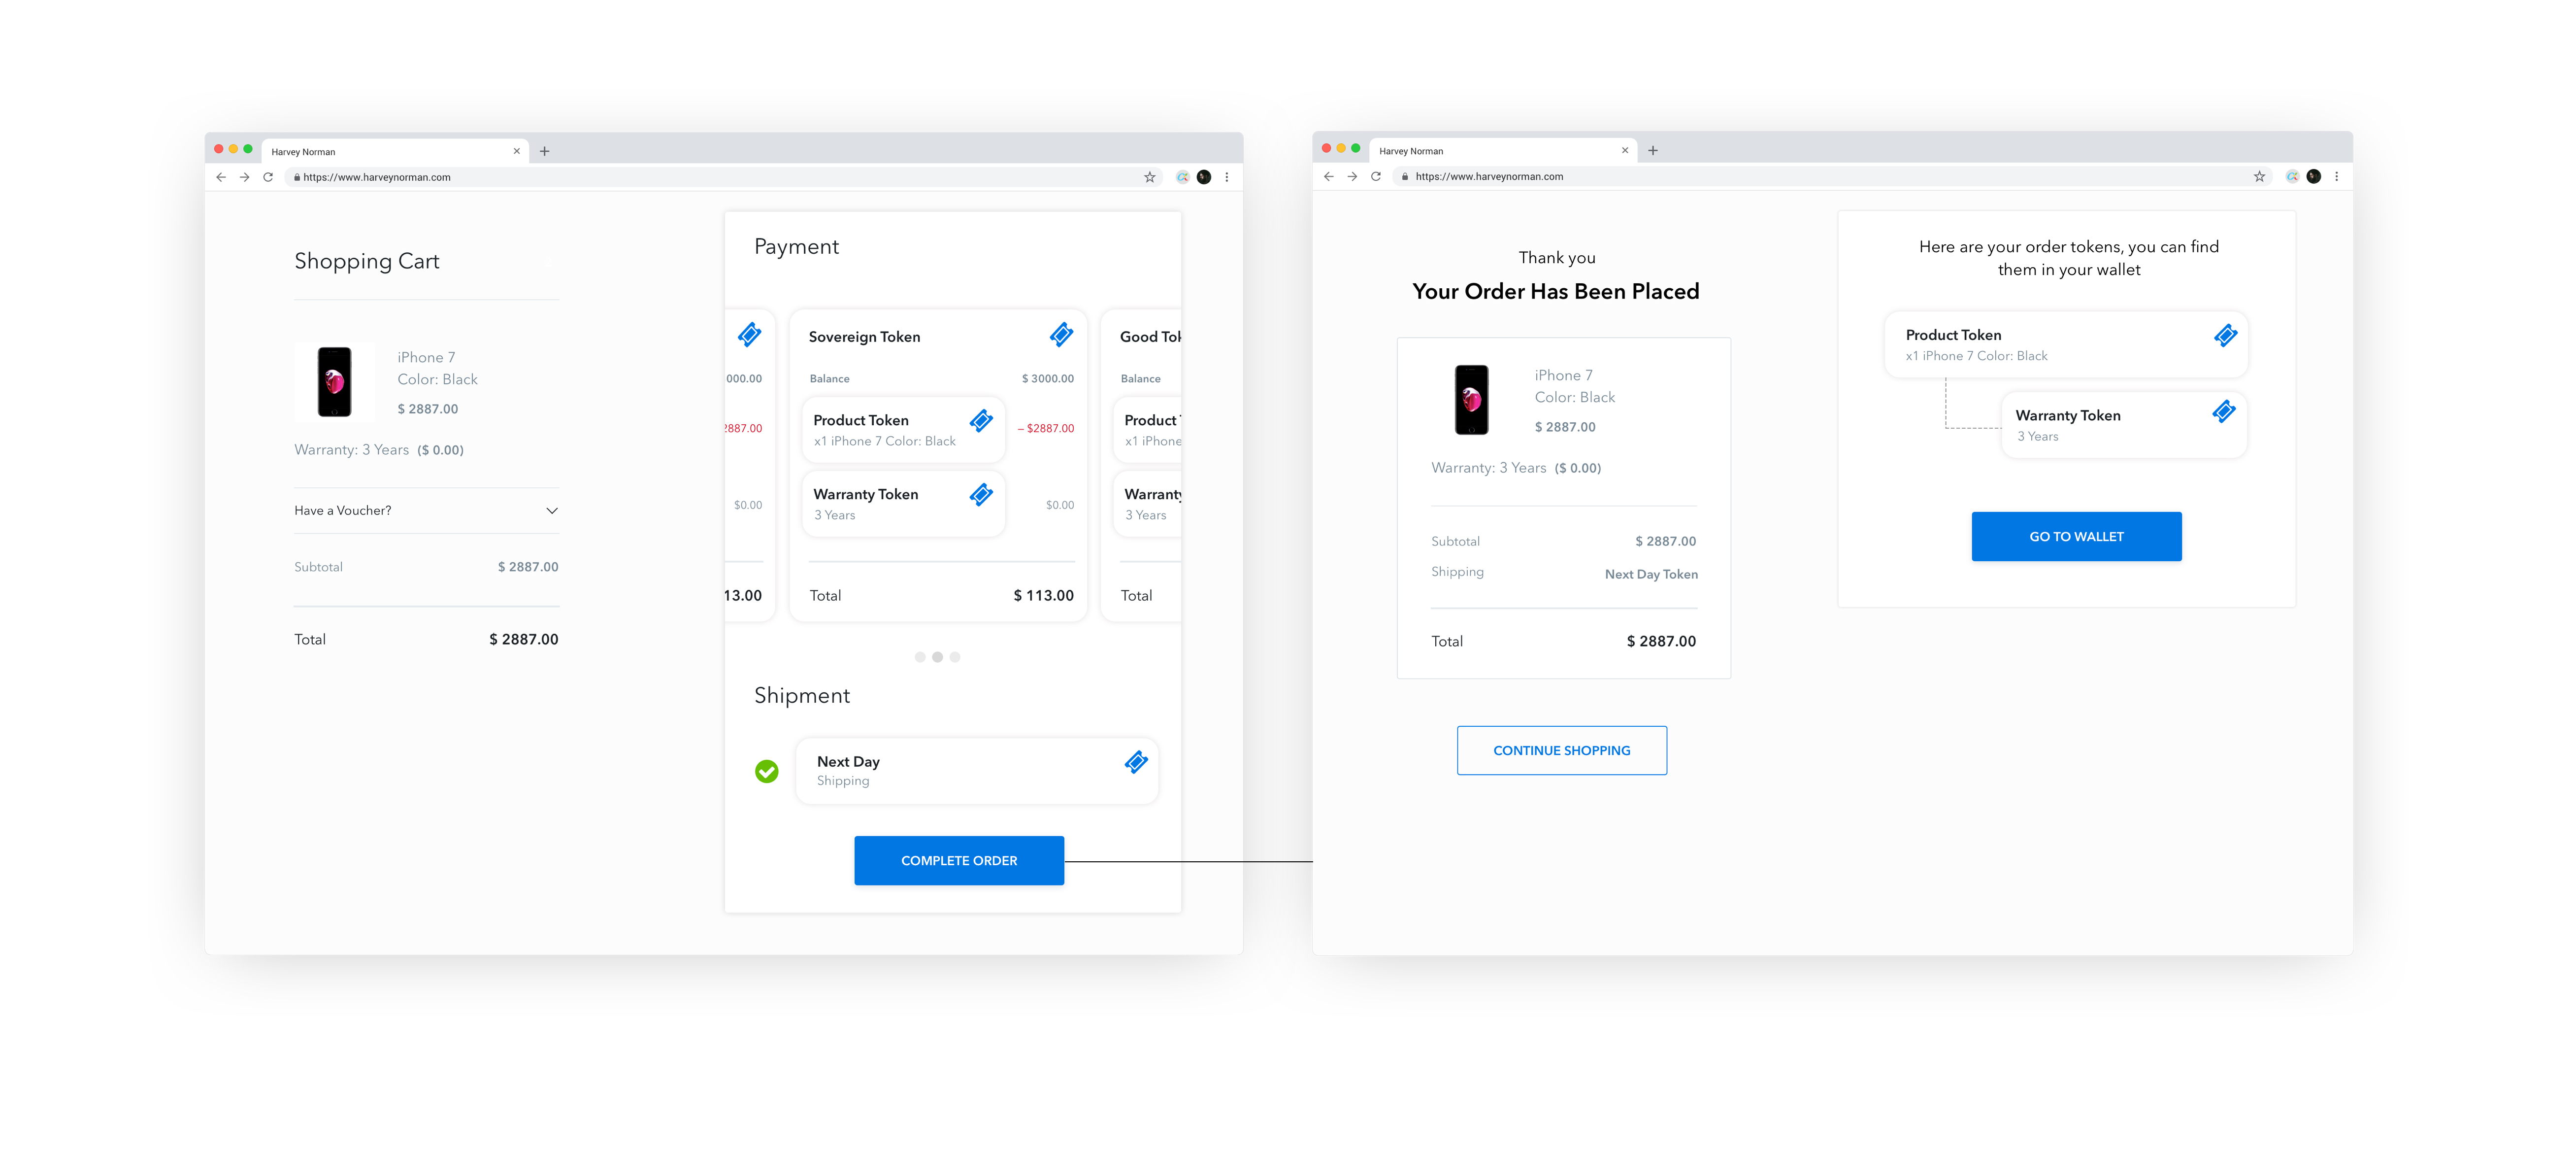 Harvey Norman
https://www.harveynorman.com
Shopping Cart
iPhone 7
Color: Black
$ 2887.00
Warranty: 3 Years ($ 0.00)
Have a Voucher?
Subtotal $ 2887.00
Total $ 2887.00
Payment
000.00
2887.00
$0.00
13.00
Sovereign Token
Balance $ 3000.00
Product Token
x1 iPhone 7 Color: Black
– $2887.00
Warranty Token
3 Years
$0.00
Total $ 113.00
Good Tok
Balance
Product T
x1 iPhone
Warranty
3 Years
Total
Shipment
Next Day
Shipping
COMPLETE ORDER
Harvey Norman
https://www.harveynorman.com
Thank you
Your Order Has Been Placed
iPhone 7
Color: Black
$ 2887.00
Warranty: 3 Years ($ 0.00)
Subtotal $ 2887.00
Shipping Next Day Token
Total $ 2887.00
CONTINUE SHOPPING
Here are your order tokens, you can find
them in your wallet
Product Token
x1 iPhone 7 Color: Black
Warranty Token
3 Years
GO TO WALLET